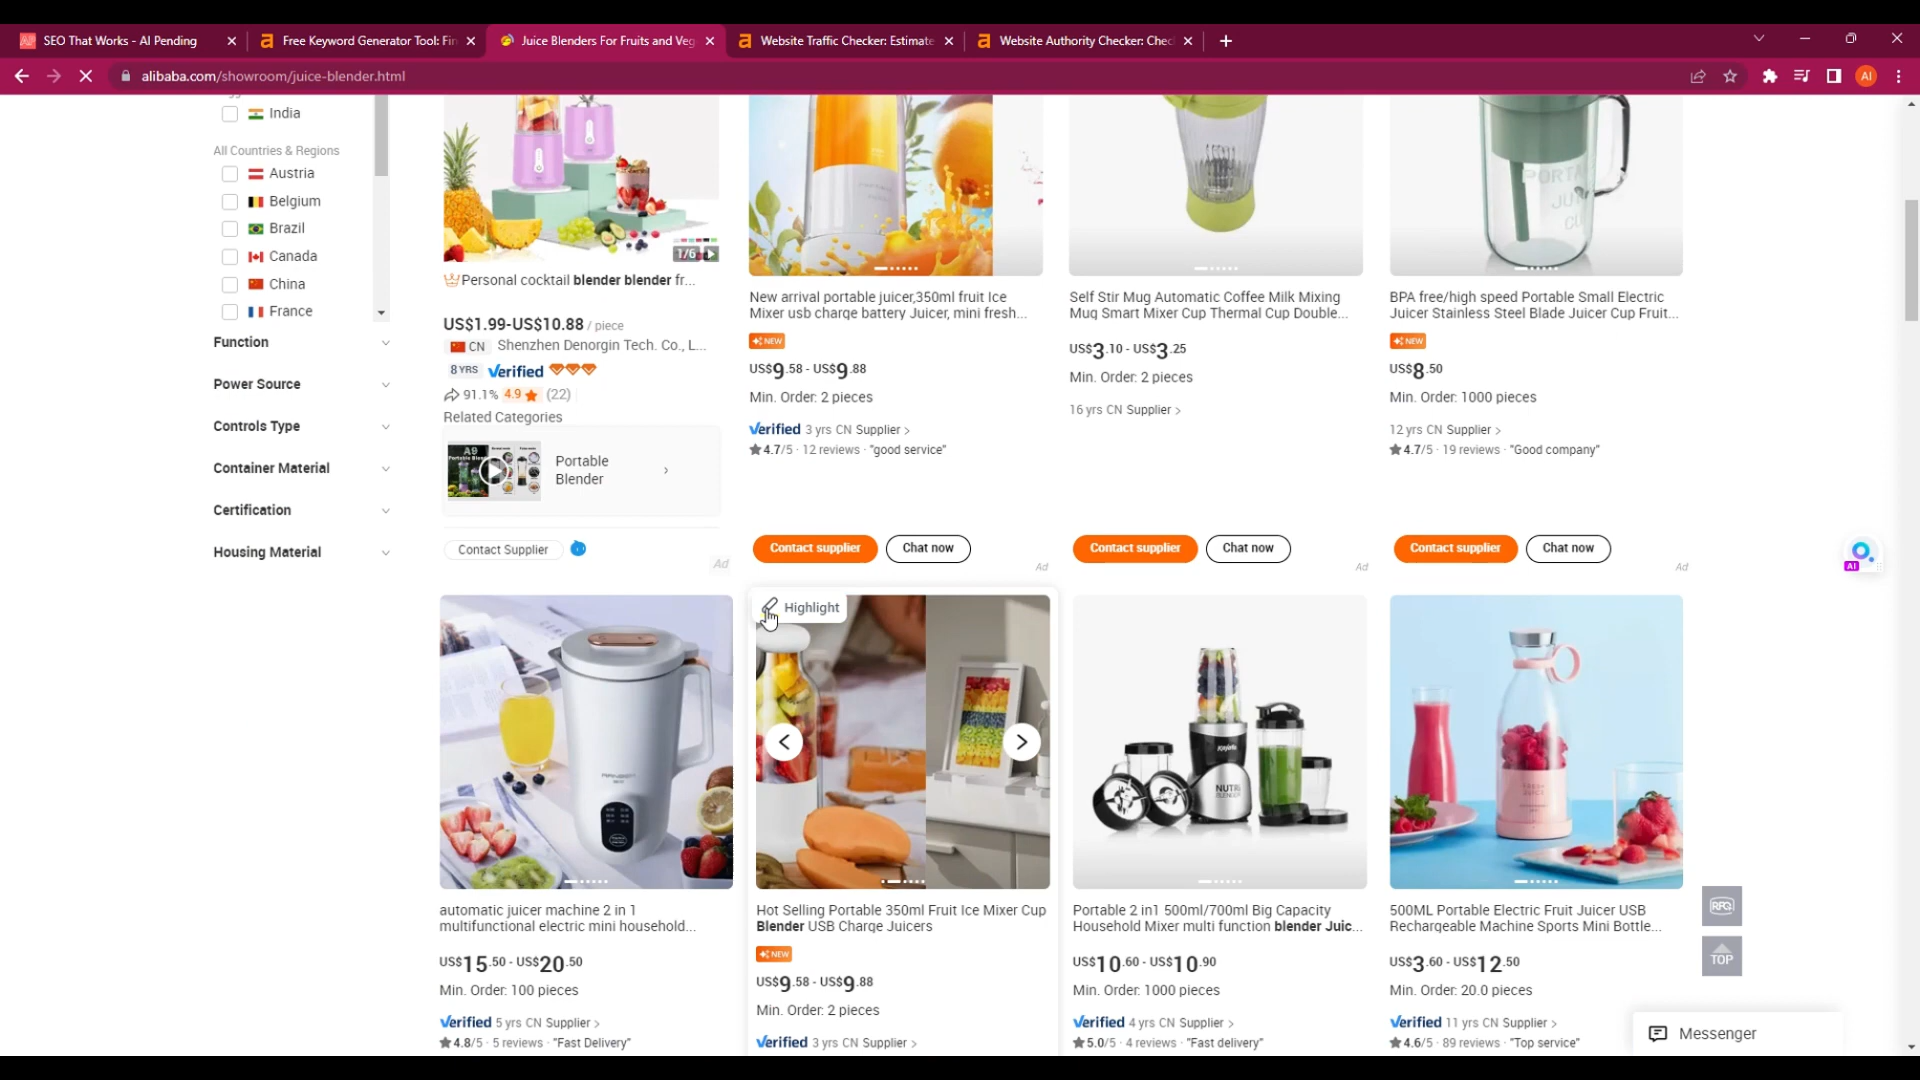 SEO That Works - AI Pending
Free Keyword Generator Tool: Fin
Juice Blenders For Fruits and Veg
Website Traffic Checker: Estimate
Website Authority Checker: Chec
alibaba.com/showroom/juice-blender.html
AI
India
All Countries & Regions
Austria
Belgium
Brazil
Canada
China
France
Function
Power Source
Controls Type
Container Material
Certification
Housing Material
1/6
Personal cocktail blender blender fr...
US$1.99-US$10.88 / piece
CN Shenzhen Denorgin Tech. Co., L...
8 YRS Verified
91.1% 4.9 (22)
Related Categories
Portable
Blender
Contact Supplier
Ad
New arrival portable juicer,350ml fruit Ice
Mixer usb charge battery Juicer, mini fresh...
NEW
US$9.58 - US$9.88
Min. Order: 2 pieces
Verified 3 yrs CN Supplier >
4.7/5 · 12 reviews · "good service"
Contact supplier
Chat now
Ad
Self Stir Mug Automatic Coffee Milk Mixing
Mug Smart Mixer Cup Thermal Cup Double...
US$3.10 - US$3.25
Min. Order: 2 pieces
16 yrs CN Supplier >
Contact supplier
Chat now
Ad
BPA free/high speed Portable Small Electric
Juicer Stainless Steel Blade Juicer Cup Fruit...
NEW
US$8.50
Min. Order: 1000 pieces
12 yrs CN Supplier >
4.7/5 · 19 reviews · "Good company"
Contact supplier
Chat now
Ad
AI
automatic juicer machine 2 in 1
multifunctional electric mini household...
US$15.50 - US$20.50
Min. Order: 100 pieces
Verified 5 yrs CN Supplier >
4.8/5 · 5 reviews · "Fast Delivery"
Highlight
Hot Selling Portable 350ml Fruit Ice Mixer Cup
Blender USB Charge Juicers
NEW
US$9.58 - US$9.88
Min. Order: 2 pieces
Verified 3 yrs CN Supplier >
Portable 2 in1 500ml/700ml Big Capacity
Household Mixer multi function blender Juic...
US$10.60 - US$10.90
Min. Order: 1000 pieces
Verified 4 yrs CN Supplier >
5.0/5 · 4 reviews · "Fast delivery"
500ML Portable Electric Fruit Juicer USB
Rechargeable Machine Sports Mini Bottle...
US$3.60 - US$12.50
Min. Order: 20.0 pieces
Verified 11 yrs CN Supplier >
4.6/5 · 89 reviews · "Top service"
RFQ
TOP
Messenger